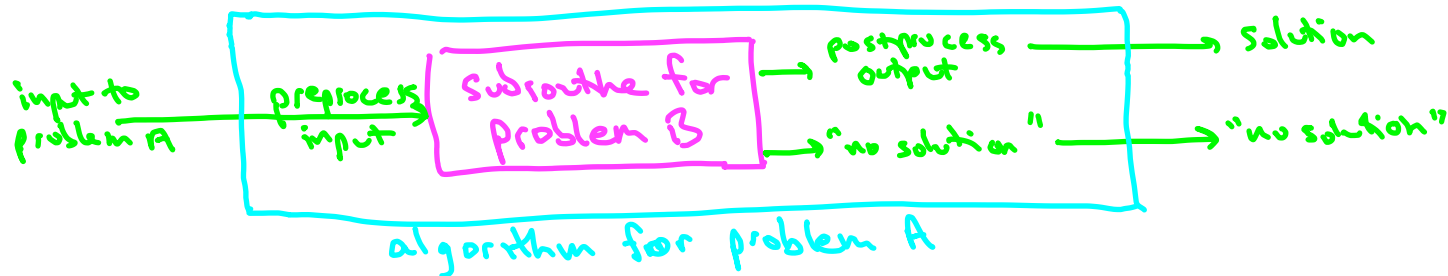 input to
problem A
preprocess
input
subroutine for
problem B
postprocess
output
solution
"no solution"
"no solution"
algorithm for problem A